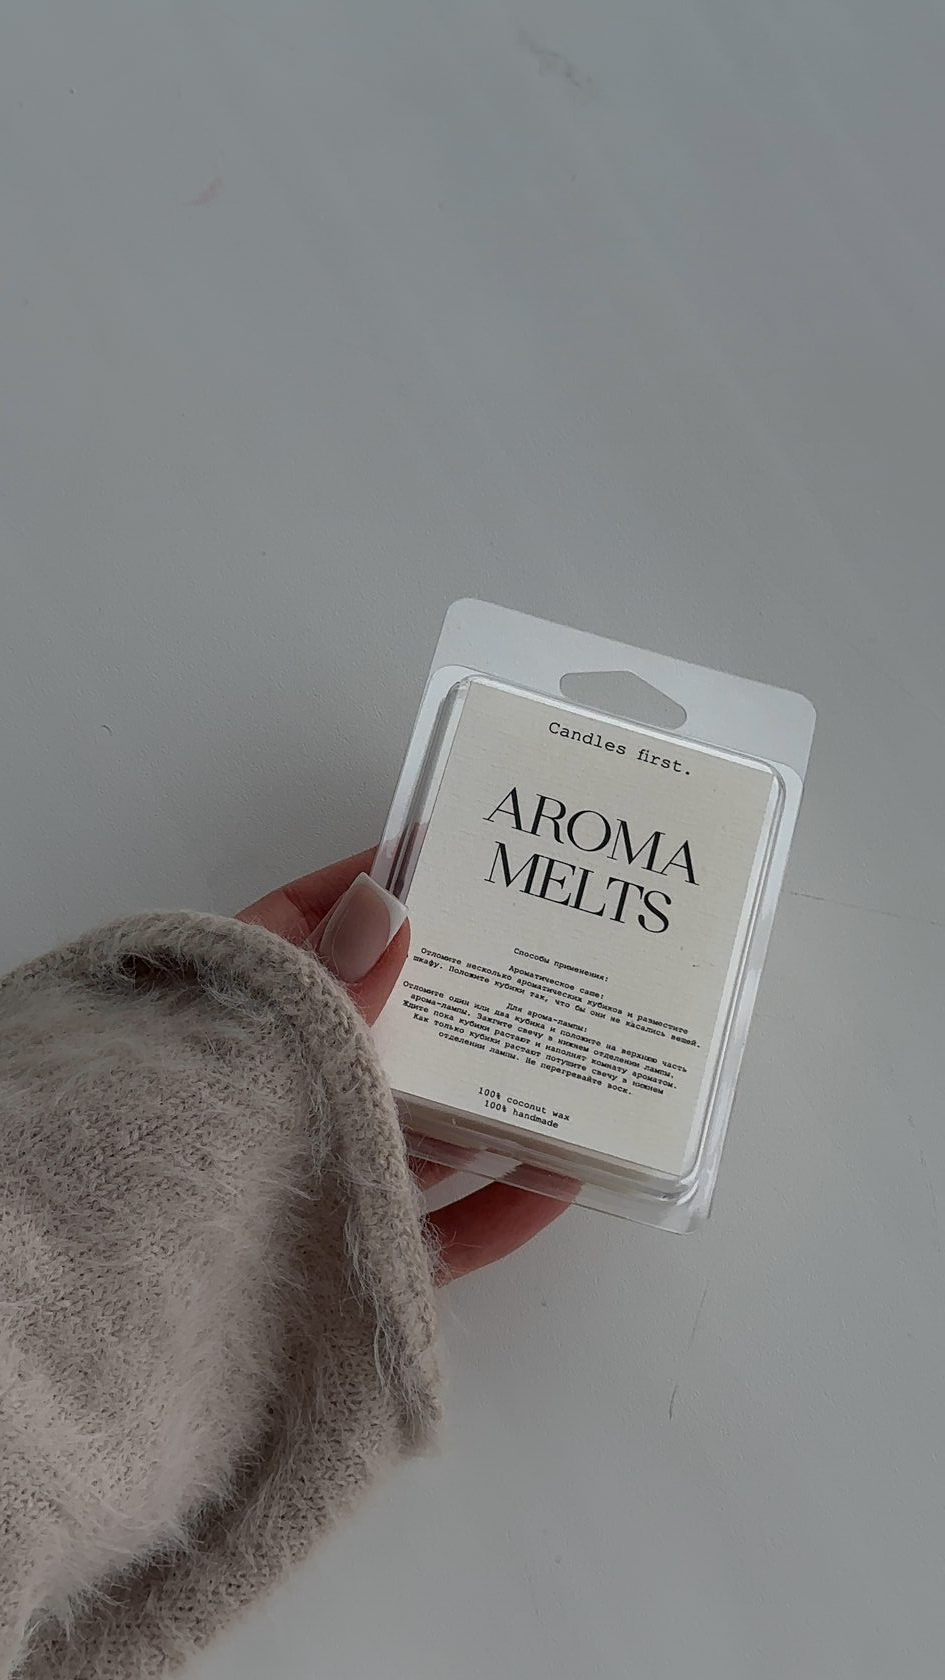 Candles first.
AROMA
MELTS
Способы применения:
Ароматическое саше:
Отломите несколько ароматических кубиков и разместите
шкафу. Положите кубики так, что бы они не касались вещей.
Для арома-лампы:
Отломите один или два кубика и положите на верхнюю часть
арома-лампы. Зажгите свечу в нижнем отделении лампы.
Ждите пока кубики растают и наполнят комнату ароматом.
Как только кубики растают потушите свечу в нижнем
отделении лампы. Не перегревайте воск.
100% coconut wax
100% handmade